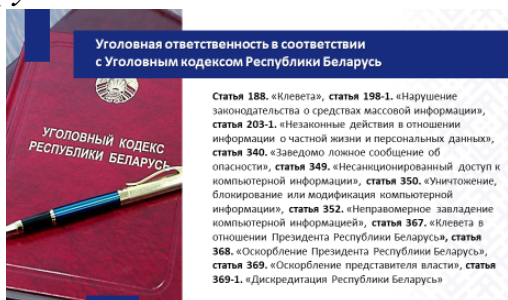 Уголовная ответственность в соответствии
с Уголовным кодексом Республики Беларусь
УГОЛОВНЫЙ КОДЕКС
РЕСПУБЛИКИ БЕЛАРУСЬ
Статья 188. «Клевета», статья 198-1. «Нарушение
законодательства о средствах массовой информации»,
статья 203-1. «Незаконные действия в отношении
информации о частной жизни и персональных данных»,
статья 340. «Заведомо ложное сообщение об
опасности», статья 349. «Несанкционированный доступ к
компьютерной информации», статья 350. «Уничтожение,
блокирование или модификация компьютерной
информации», статья 352. «Неправомерное завладение
компьютерной информацией», статья 367. «Клевета в
отношении Президента Республики Беларусь», статья
368. «Оскорбление Президента Республики Беларусь»,
статья 369. «Оскорбление представителя власти», статья
369-1. «Дискредитация Республики Беларусь»